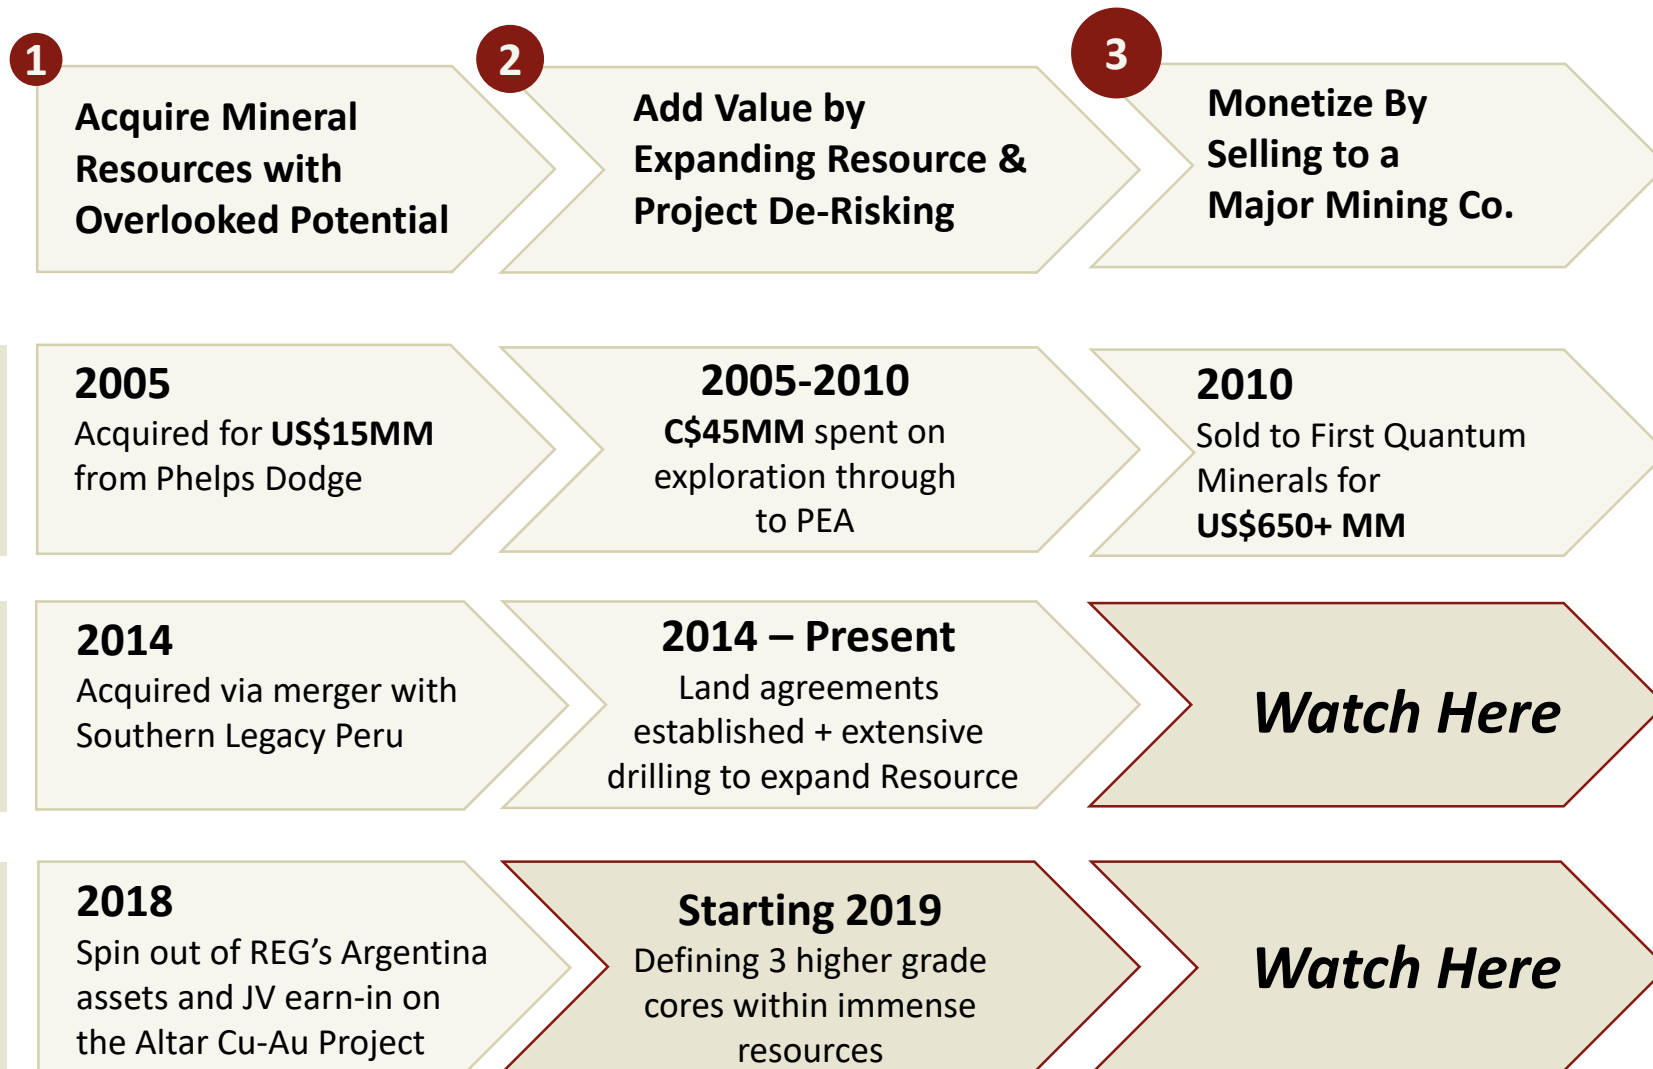 1
Acquire Mineral
Resources with
Overlooked Potential
2
Add Value by
Expanding Resource &
Project De-Risking
3
Monetize By
Selling to a
Major Mining Co.
2005
Acquired for US$15MM
from Phelps Dodge
2005-2010
C$45MM spent on
exploration through
to PEA
2010
Sold to First Quantum
Minerals for
US$650+ MM
2014
Acquired via merger with
Southern Legacy Peru
2014 – Present
Land agreements
established + extensive
drilling to expand Resource
Watch Here
2018
Spin out of REG’s Argentina
assets and JV earn-in on
the Altar Cu-Au Project
Starting 2019
Defining 3 higher grade
cores within immense
resources
Watch Here